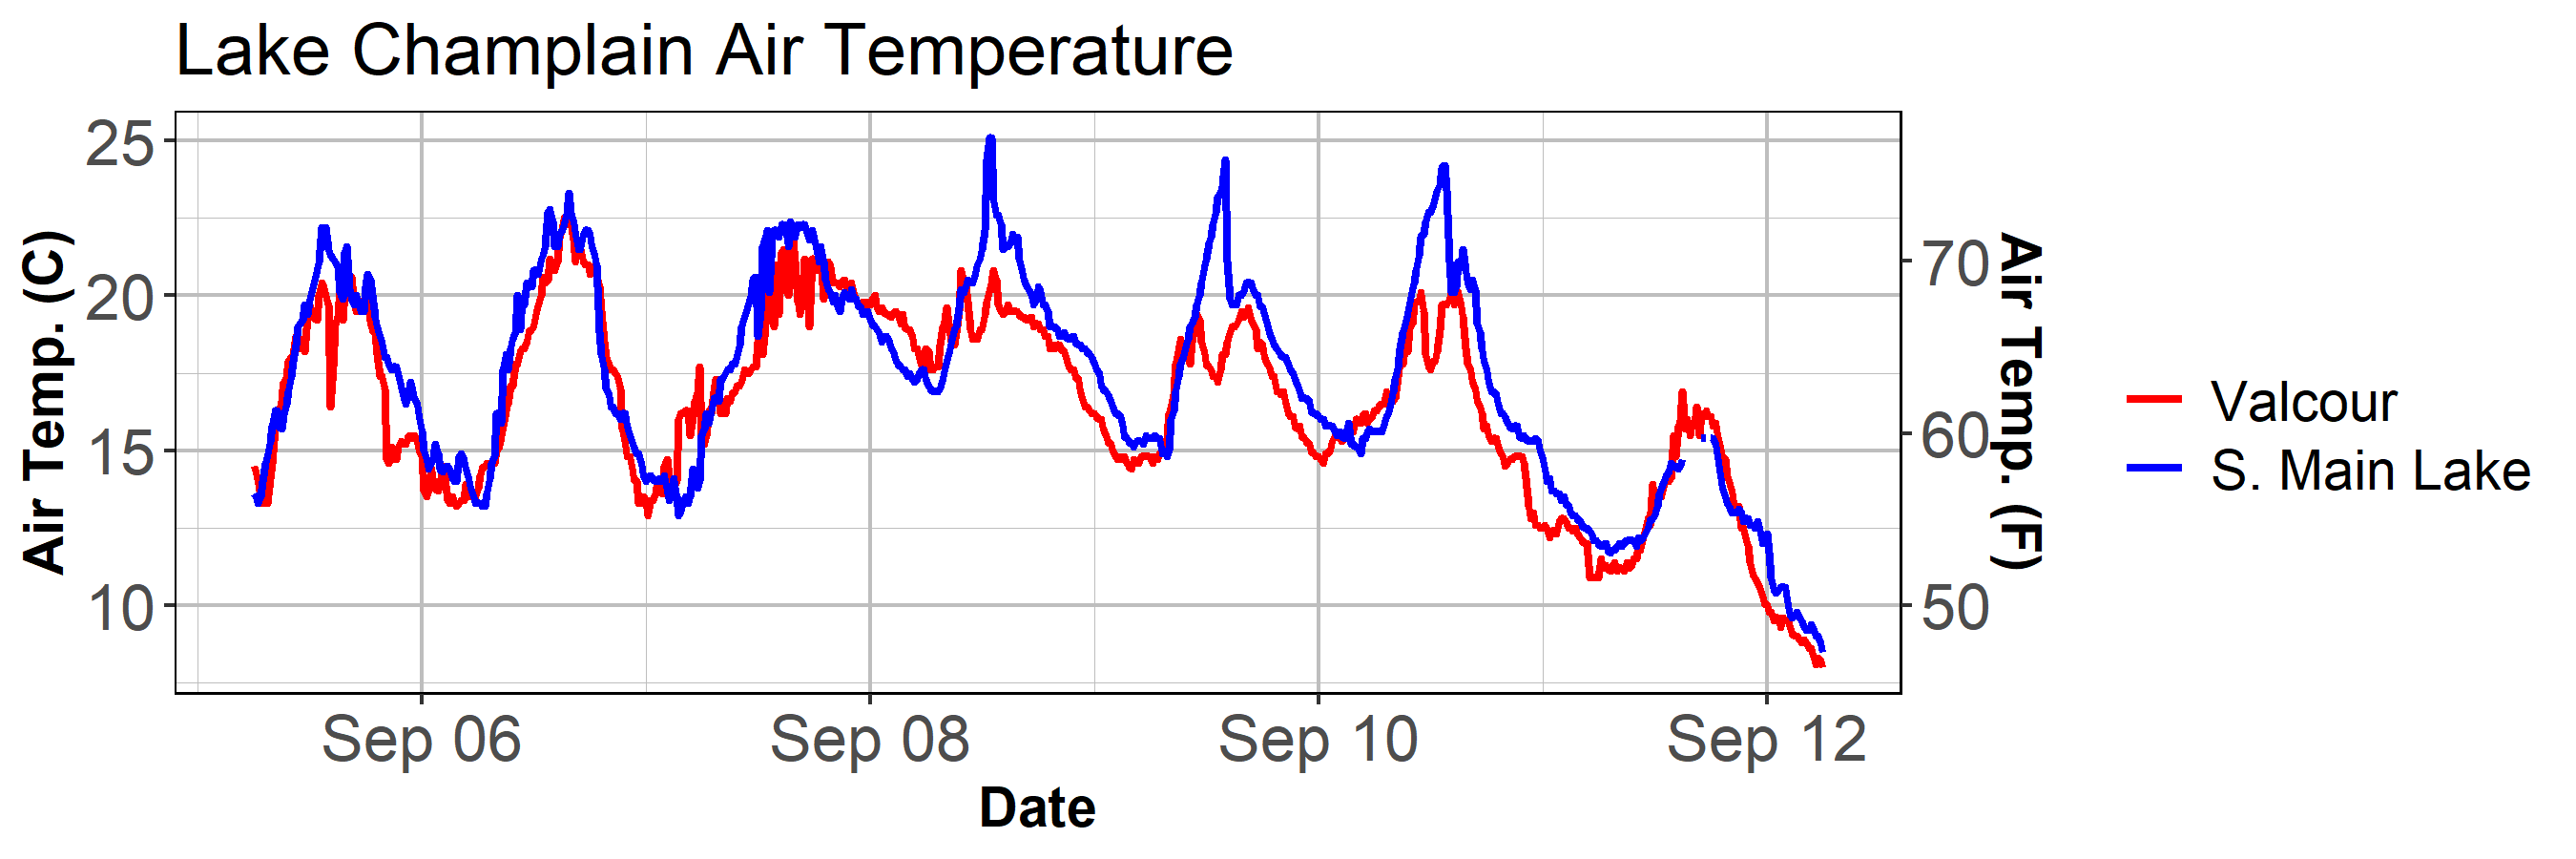 Lake Champlain Air Temperature
Air Temp. (C)
25
20
15
10
70
60
50
Air Temp. (F)
Sep 06 Sep 08 Sep 10 Sep 12
Date
Valcour
S. Main Lake